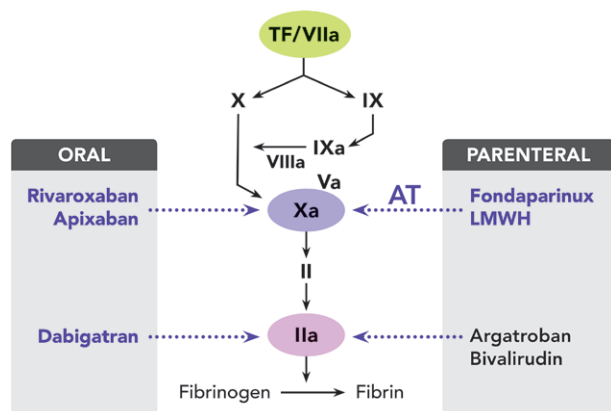 TF/VIIa
X
IX
IXa
VIIIa
Va
Xa
II
IIa
Fibrinogen
Fibrin
ORAL
Rivaroxaban
Apixaban
Dabigatran
PARENTERAL
AT
Fondaparinux
LMWH
Argatroban
Bivalirudin